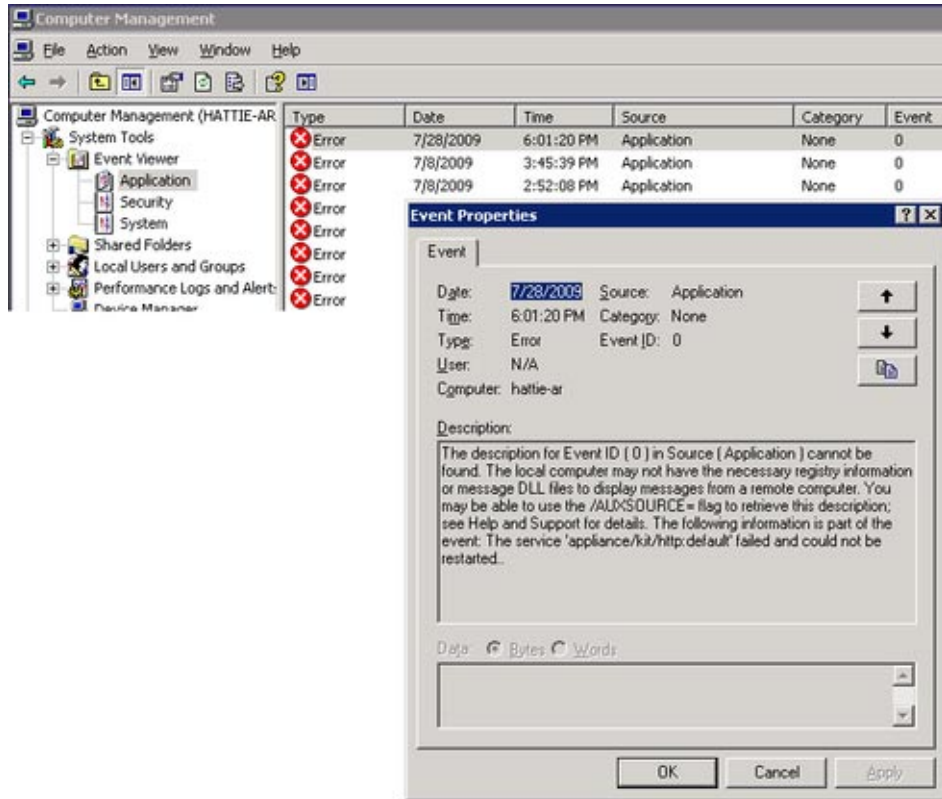 Computer Management
File Action View Window Help
Computer Management (HATTIE-AR
System Tools
Event Viewer
Application
Security
System
Shared Folders
Local Users and Groups
Performance Logs and Alert:
Device Manager
Type Date Time Source Category Event
Error 7/28/2009 6:01:20 PM Application None 0
Error 7/8/2009 3:45:39 PM Application None 0
Error 7/8/2009 2:52:08 PM Application None 0
Error
Error
Error
Error
Error
Event Properties
Event
Date: 7/28/2009 Source: Application
Time: 6:01:20 PM Category: None
Type: Error Event ID: 0
User: N/A
Computer: hattie-ar
Description:
The description for Event ID ( 0 ) in Source ( Application ) cannot be
found. The local computer may not have the necessary registry information
or message DLL files to display messages from a remote computer. You
may be able to use the /AUXSOURCE= flag to retrieve this description;
see Help and Support for details. The following information is part of the
event: The service 'appliance/kit/http:default' failed and could not be
restarted..
Data: Bytes Words
OK Cancel Apply